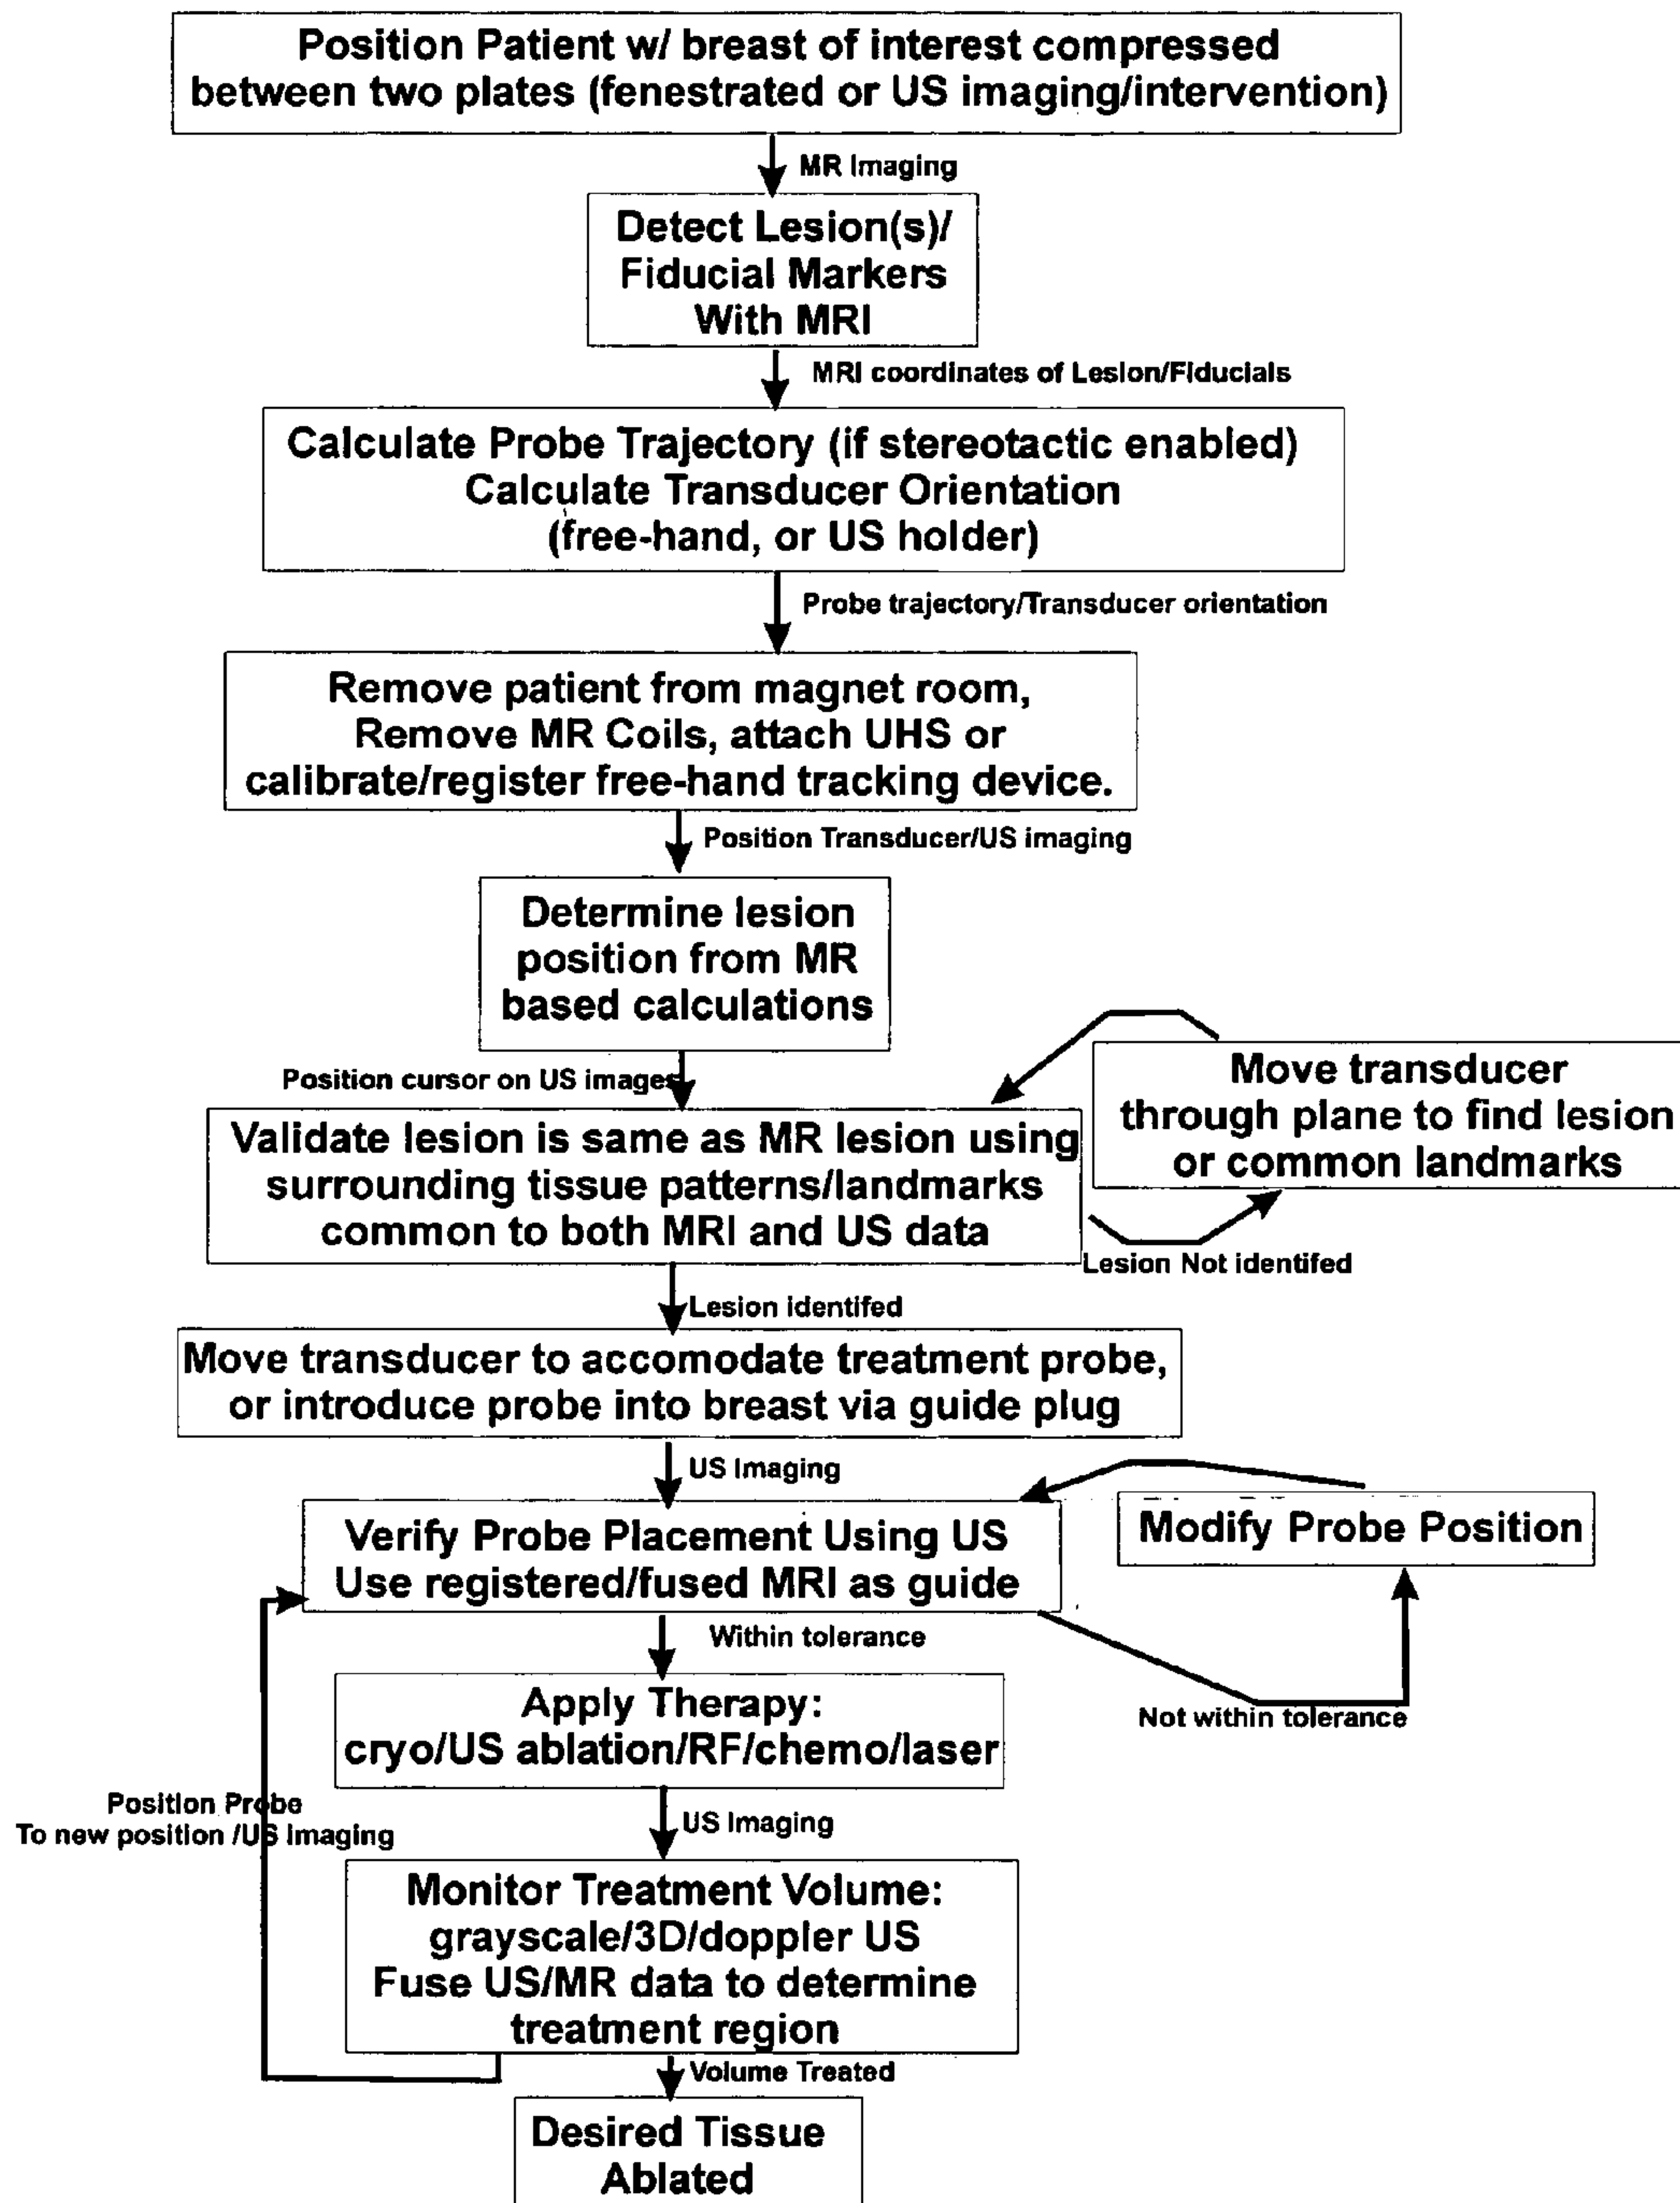 Position Patient w/ breast of interest compressed
between two plates (fenestrated or US imaging/intervention)
MR Imaging
Detect Lesion(s)/
Fiducial Markers
With MRI
MRI coordinates of Lesion/Fiducials
Calculate Probe Trajectory (if stereotactic enabled)
Calculate Transducer Orientation
(free-hand, or US holder)
Probe trajectory/Transducer orientation
Remove patient from magnet room,
Remove MR Coils, attach UHS or
calibrate/register free-hand tracking device.
Position Transducer/US imaging
Determine lesion
position from MR
based calculations
Position cursor on US images
Move transducer
through plane to find lesion
or common landmarks
Validate lesion is same as MR lesion using
surrounding tissue patterns/landmarks
common to both MRI and US data
Lesion Not identifed
Lesion identifed
Move transducer to accomodate treatment probe,
or introduce probe into breast via guide plug
US Imaging
Verify Probe Placement Using US
Use registered/fused MRI as guide
Modify Probe Position
Within tolerance
Not within tolerance
Apply Therapy:
cryo/US ablation/RF/chemo/laser
Position Probe
To new position /US Imaging
US Imaging
Monitor Treatment Volume:
grayscale/3D/doppler US
Fuse US/MR data to determine
treatment region
Volume Treated
Desired Tissue
Ablated